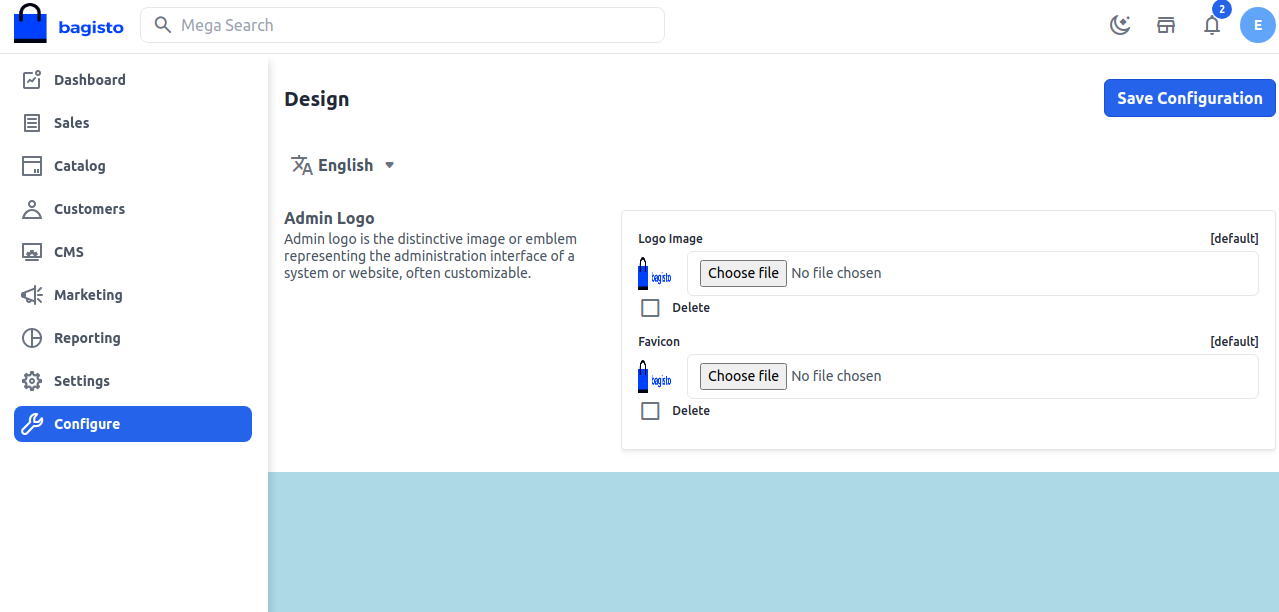 bagisto
Mega Search
2
E
Dashboard
Sales
Catalog
Customers
CMS
Marketing
Reporting
Settings
Configure
Design
Save Configuration
English
Admin Logo
Admin logo is the distinctive image or emblem
representing the administration interface of a
system or website, often customizable.
Logo Image
[default]
bagisto
Choose file No file chosen
Delete
Favicon
[default]
bagisto
Choose file No file chosen
Delete